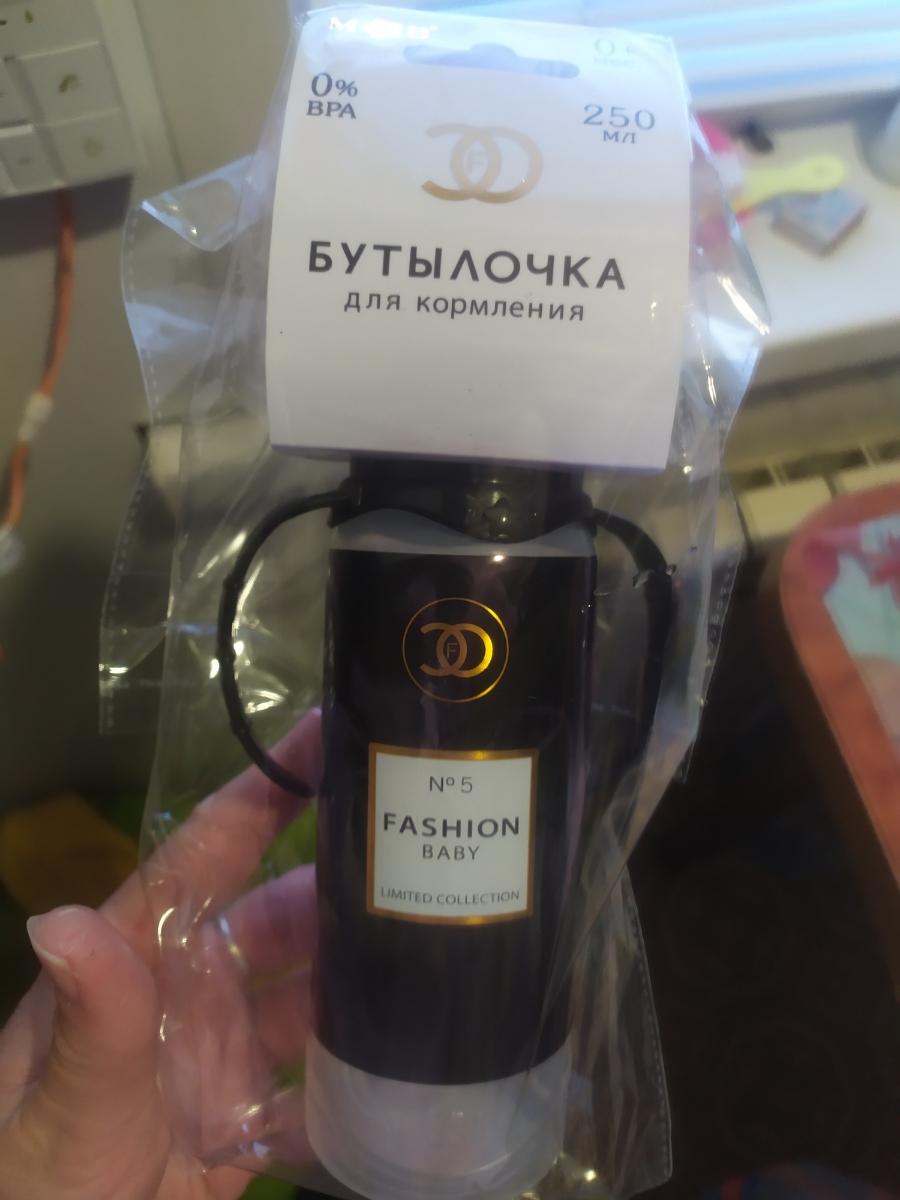 0%
BPA
250
МЛ
F
БУТЫЛОЧКА
для кормления
F
Nº5
FASHION
BABY
LIMITED COLLECTION